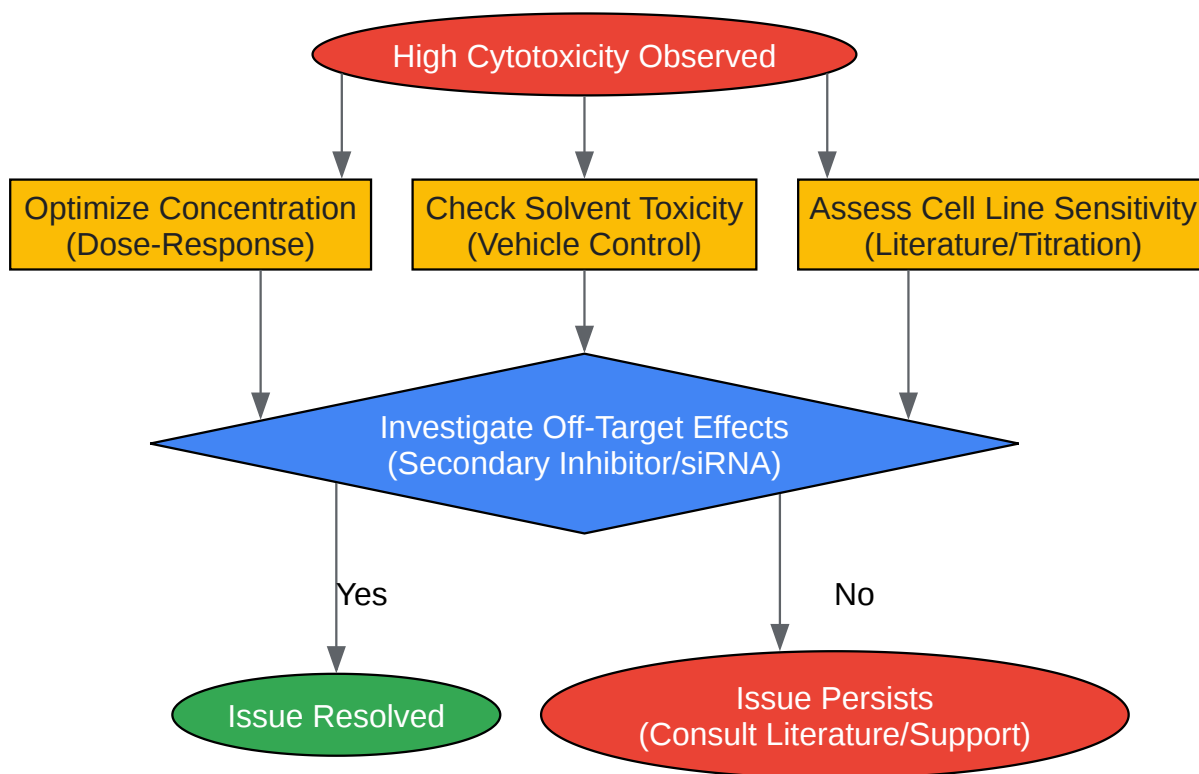 High Cytotoxicity Observed
Optimize Concentration
(Dose-Response)
Check Solvent Toxicity
(Vehicle Control)
Assess Cell Line Sensitivity
(Literature/Titration)
Investigate Off-Target Effects
(Secondary Inhibitor/siRNA)
Yes
No
Issue Resolved
Issue Persists
(Consult Literature/Support)